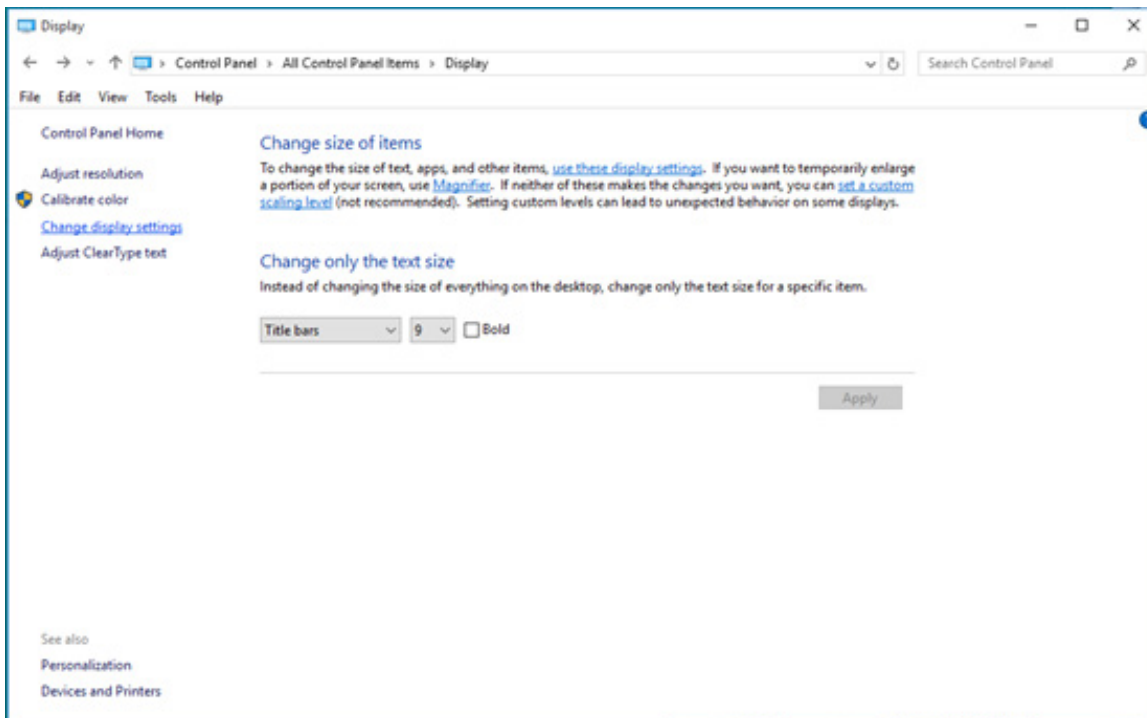 Display
Control Panel > All Control Panel Items > Display
Search Control Panel
File Edit View Tools Help
Control Panel Home
Adjust resolution
Calibrate color
Change display settings
Adjust ClearType text
Change size of items
To change the size of text, apps, and other items, use these display settings. If you want to temporarily enlarge
a portion of your screen, use Magnifier. If neither of these makes the changes you want, you can set a custom
scaling level (not recommended). Setting custom levels can lead to unexpected behavior on some displays.
Change only the text size
Instead of changing the size of everything on the desktop, change only the text size for a specific item.
Title bars 9 Bold
Apply
See also
Personalization
Devices and Printers